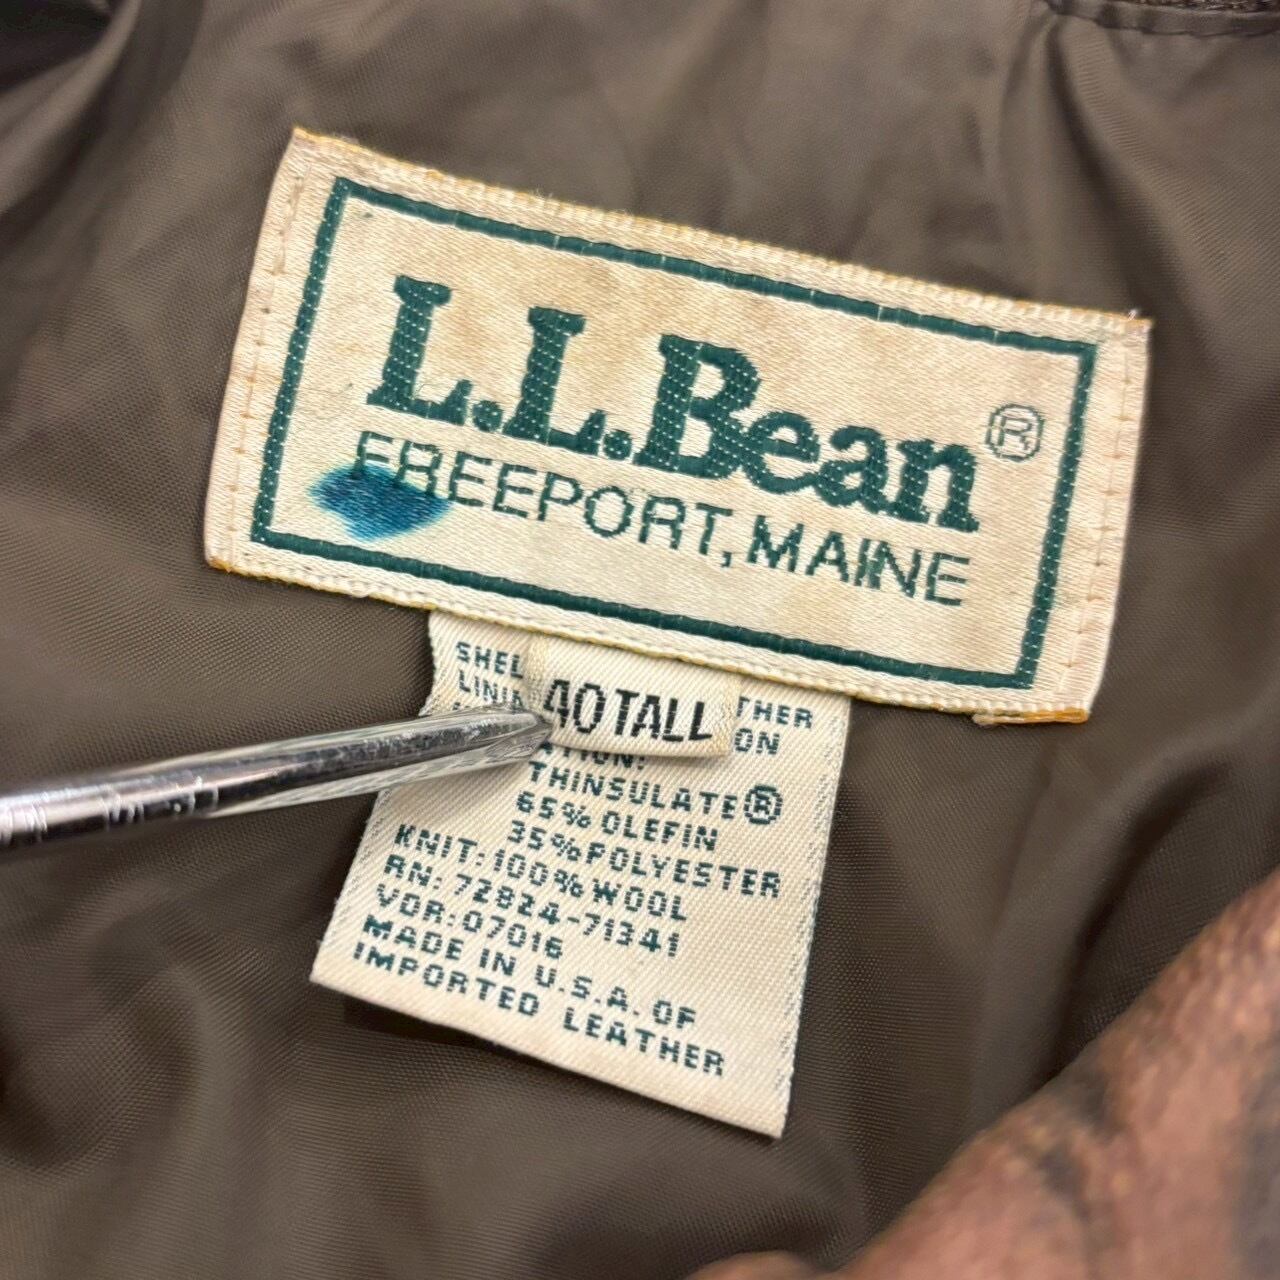 L.L.Bean®
FREEPORT, MAINE
40 TALL
THINSULATE®
65% OLEFIN
35% POLYESTER
KNIT: 100% WOOL
RN: 72824-71341
VDR: 07016
MADE IN U.S.A. OF
IMPORTED LEATHER